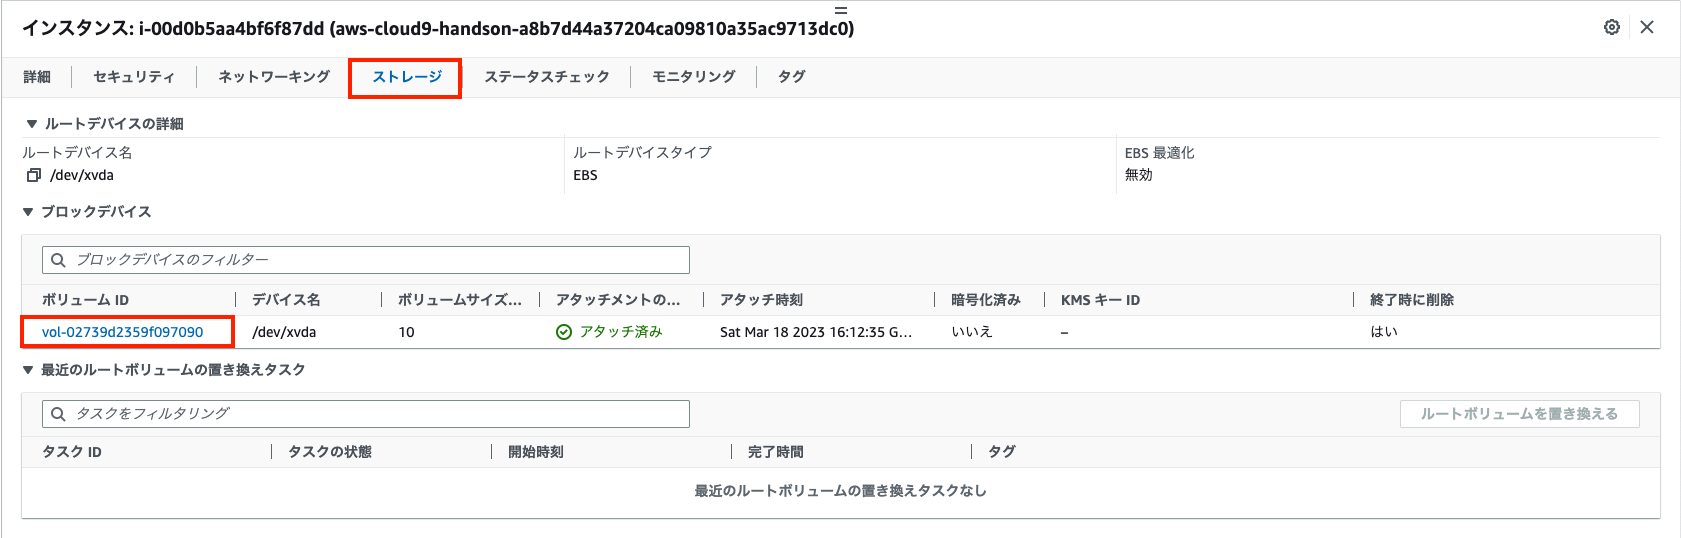 インスタンス: i-00d0b5aa4bf6f87dd (aws-cloud9-handson-a8b7d44a37204ca09810a35ac9713dc0)
詳細 セキュリティ ネットワーキング ストレージ ステータスチェック モニタリング タグ
▼ ルートデバイスの詳細
ルートデバイス名 ルートデバイスタイプ EBS 最適化
/dev/xvda EBS 無効
▼ ブロックデバイス
ブロックデバイスのフィルター
ボリューム ID デバイス名 ボリュームサイズ... アタッチメントの... アタッチ時刻 暗号化済み KMS キー ID 終了時に削除
vol-02739d2359f097090 /dev/xvda 10 アタッチ済み Sat Mar 18 2023 16:12:35 G... いいえ – はい
▼ 最近のルートボリュームの置き換えタスク
タスクをフィルタリング ルートボリュームを置き換える
タスク ID タスクの状態 開始時刻 完了時間 タグ
最近のルートボリュームの置き換えタスクなし